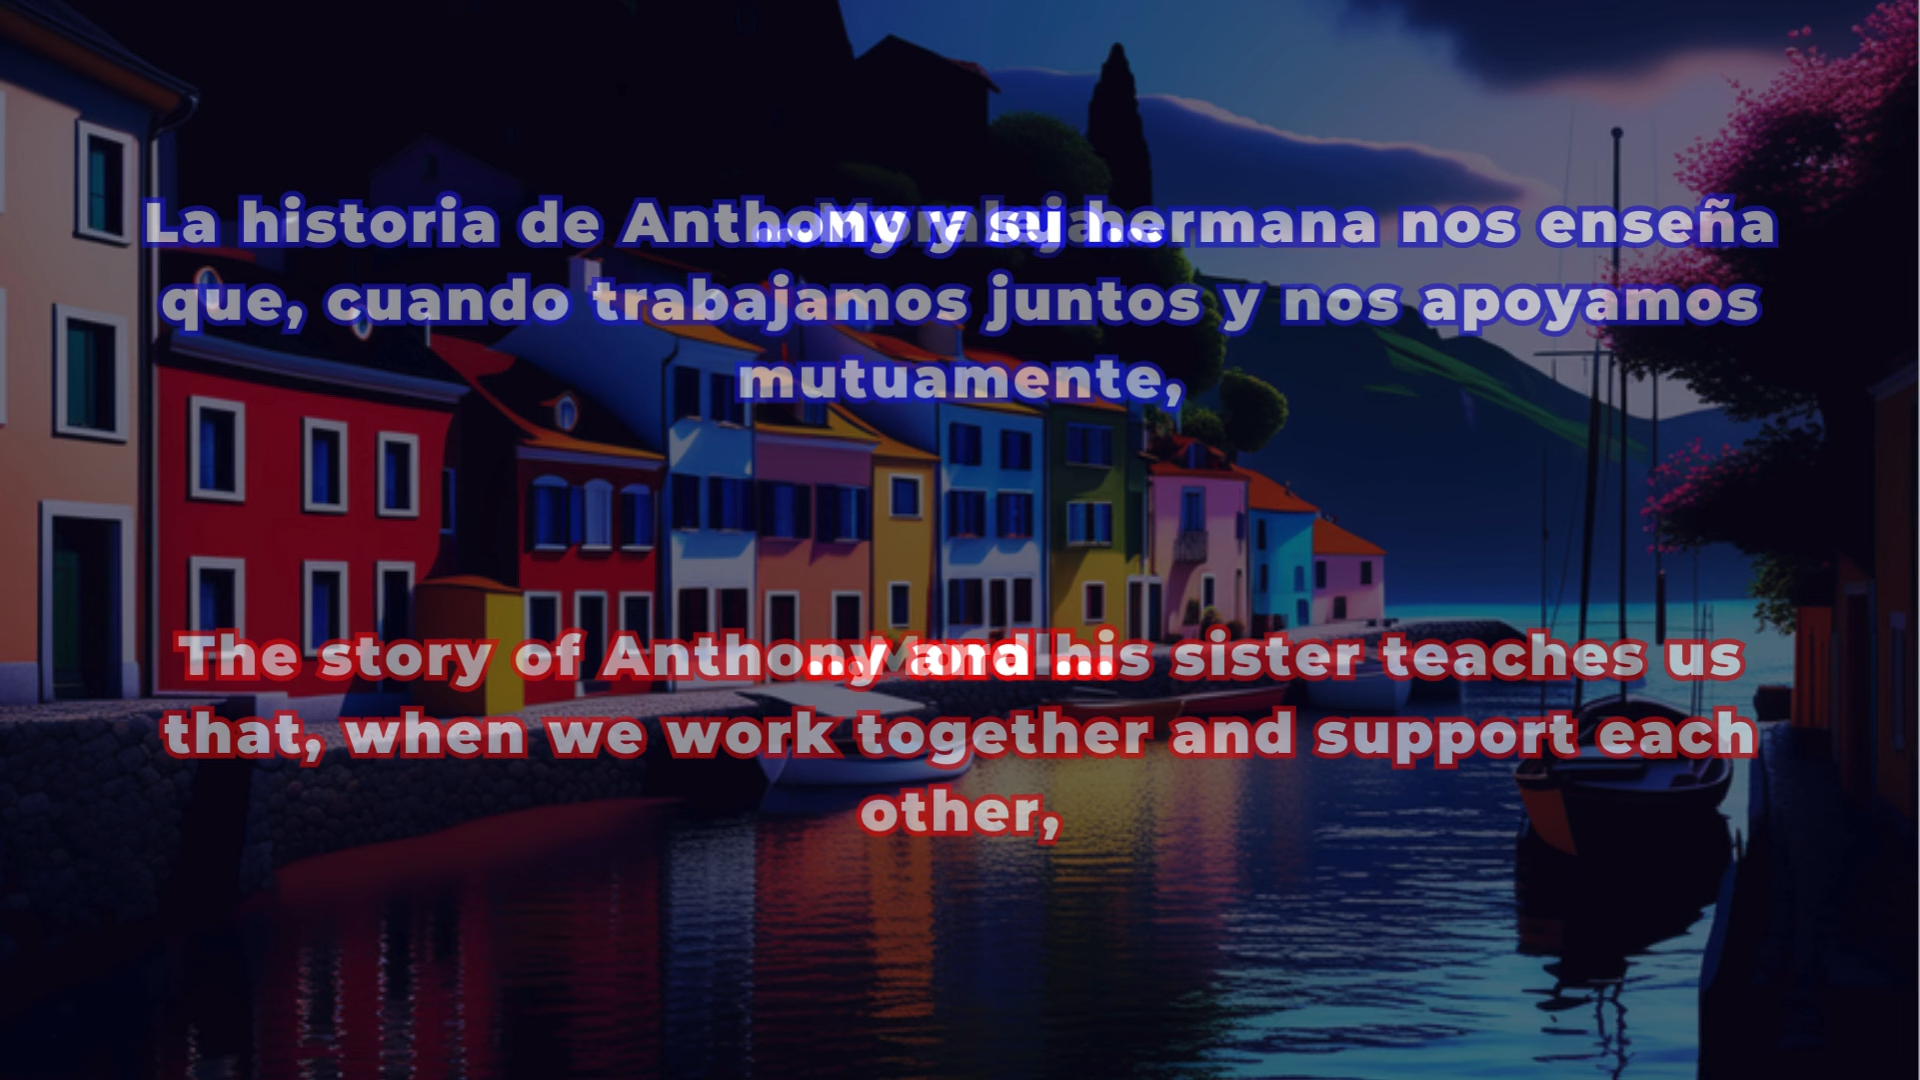 La historia de Anthony y su hermana nos enseña
que, cuando trabajamos juntos y nos apoyamos
mutuamente,
The story of Anthony and his sister teaches us
that, when we work together and support each
other,